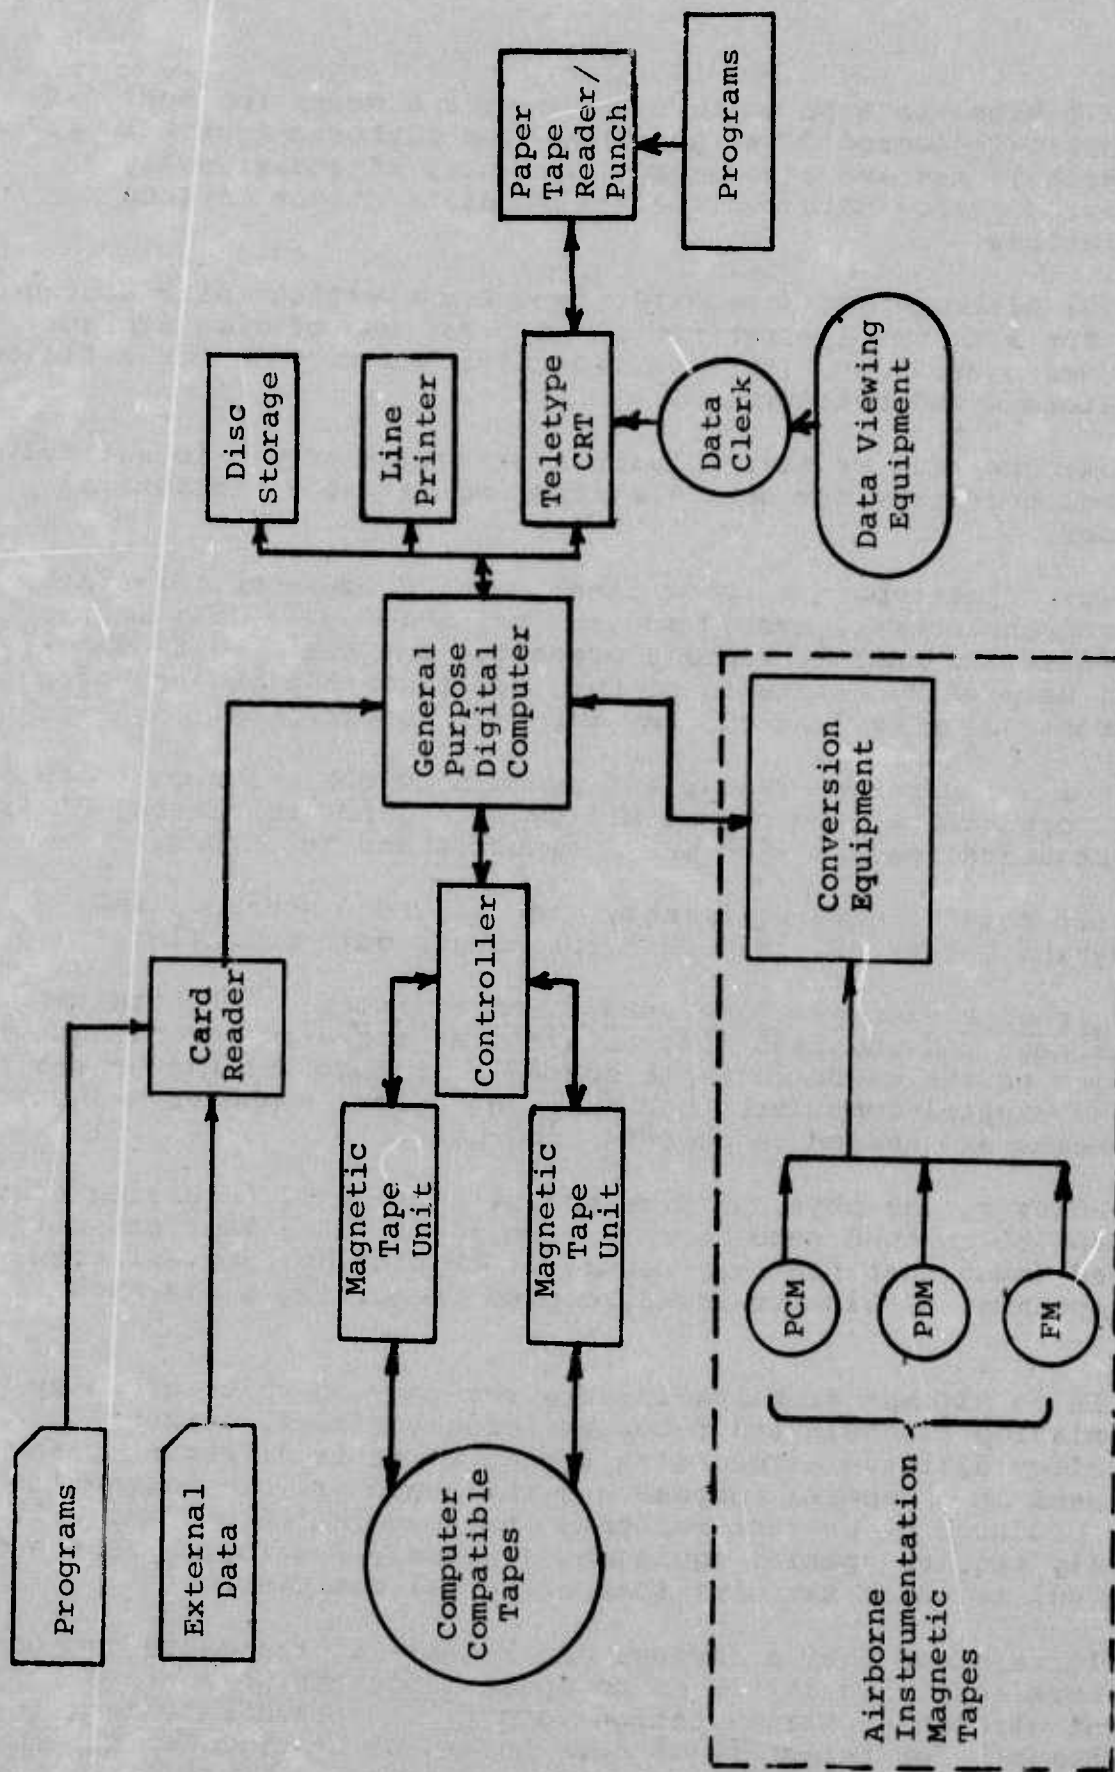 Programs
External
Data
Card
Reader
Computer
Compatible
Tapes
Magnetic
Tape
Unit
Magnetic
Tape
Unit
Controller
General
Purpose
Digital
Computer
Disc
Storage
Line
Printer
Teletype
CRT
Paper
Tape
Reader/
Punch
Programs
Data
Clerk
Data Viewing
Equipment
Conversion
Equipment
PCM
PDM
FM
Airborne
Instrumentation
Magnetic
Tapes